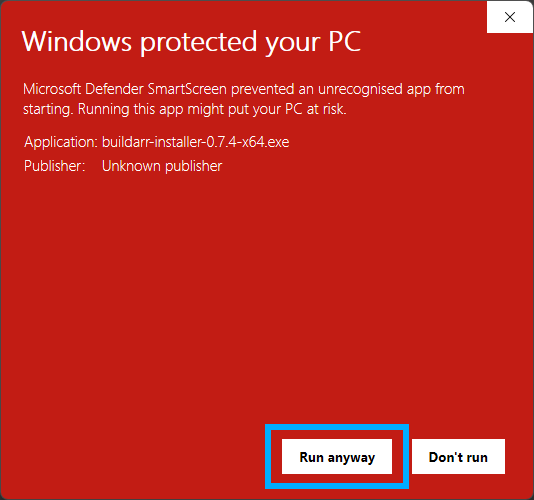 Windows protected your PC
Microsoft Defender SmartScreen prevented an unrecognised app from
starting. Running this app might put your PC at risk.
Application: buildarr-installer-0.7.4-x64.exe
Publisher: Unknown publisher
Run anyway Don't run